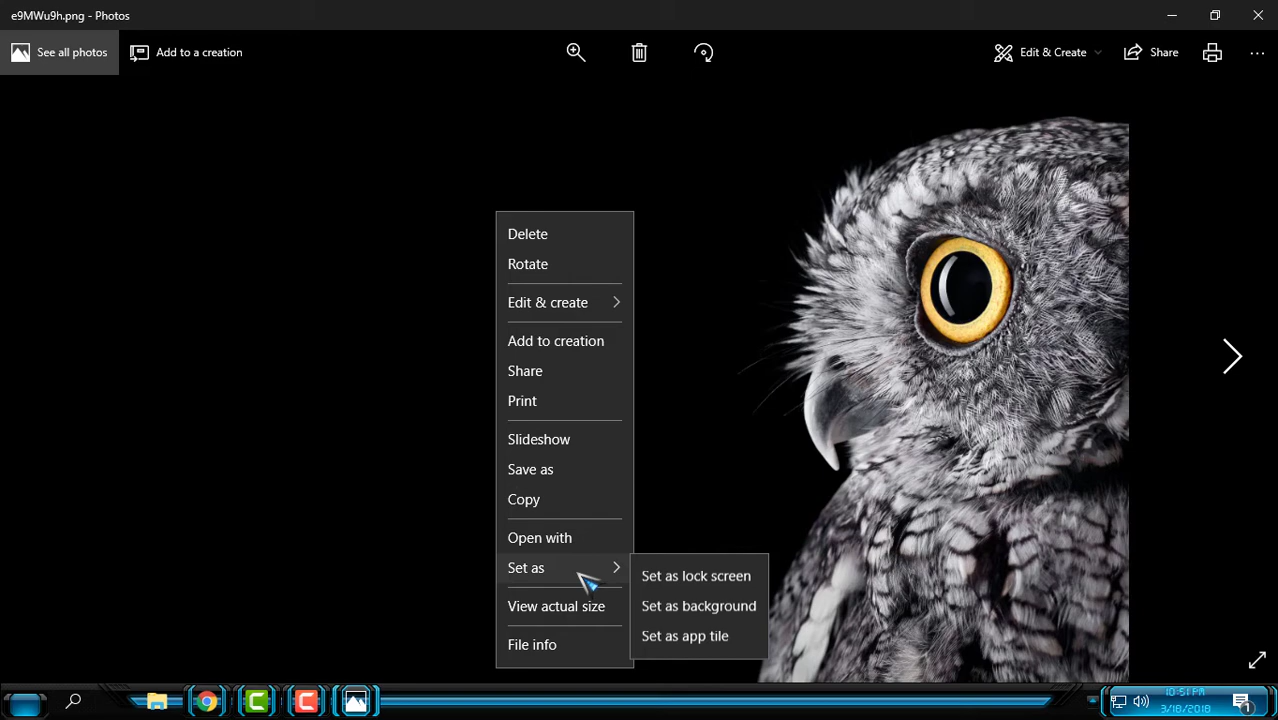 e9MWu9h.png - Photos
See all photos
Add to a creation
Edit & Create
Share
Delete
Rotate
Edit & create
Add to creation
Share
Print
Slideshow
Save as
Copy
Open with
Set as
View actual size
File info
Set as lock screen
Set as background
Set as app tile
10:51 PM
3/18/2018
1